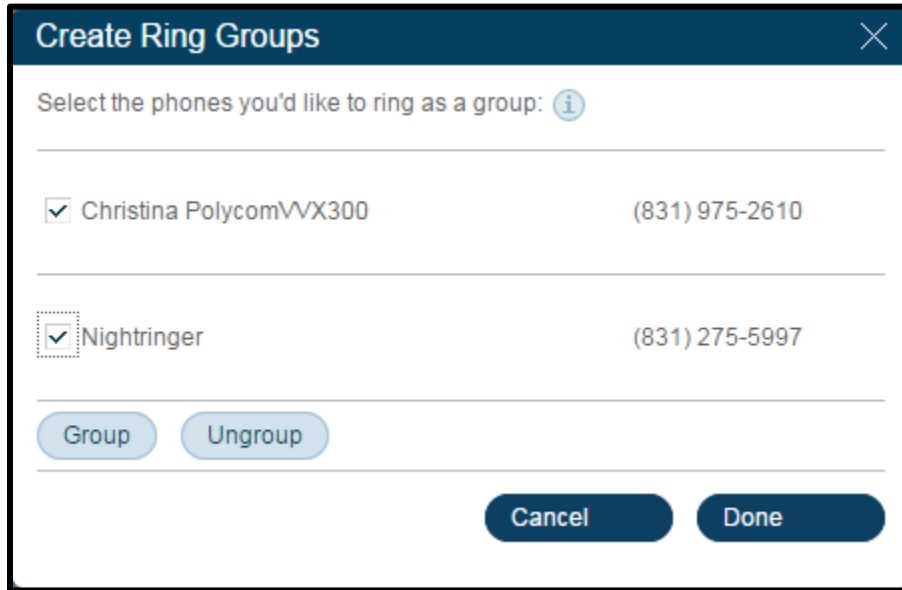 Create Ring Groups
Select the phones you'd like to ring as a group:
Christina PolycomVVX300 (831) 975-2610
Nightringer (831) 275-5997
Group Ungroup
Cancel Done